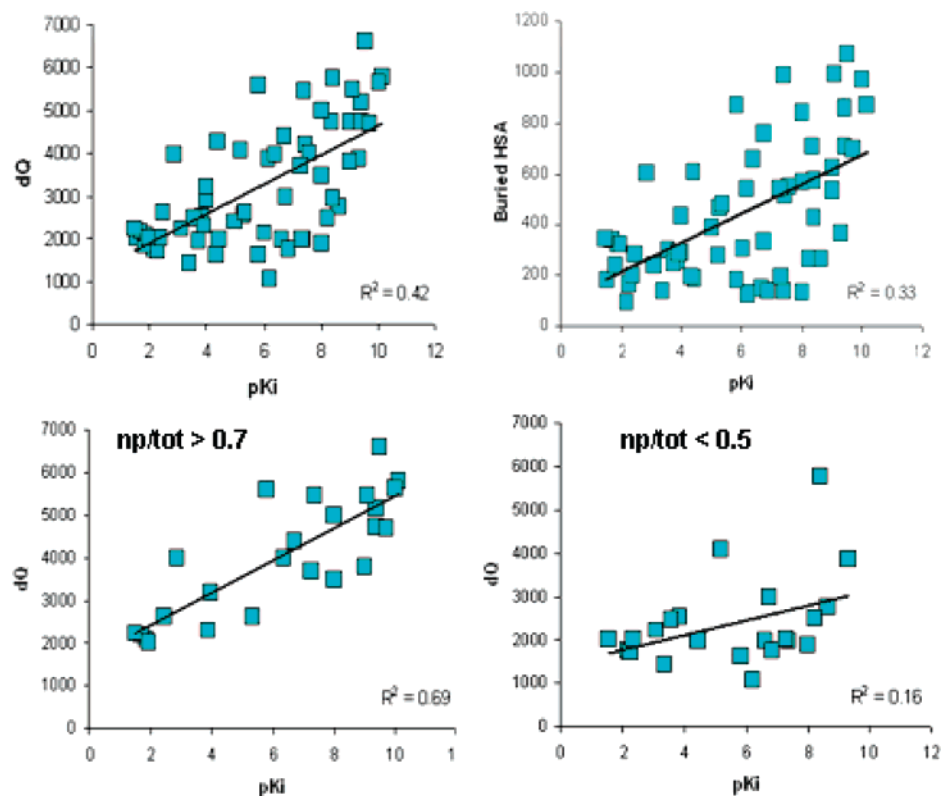 7000
6000
5000
4000
3000
2000
1000
0
dQ
0 2 4 6 8 10 12
pKi
R² = 0.42
1200
1000
800
600
400
200
0
Buried HSA
0 2 4 6 8 10 12
pKi
R² = 0.33
np/tot > 0.7
7000
6000
5000
4000
3000
2000
1000
0
dQ
0 2 4 6 8 10 1
pKi
R² = 0.69
np/tot < 0.5
7000
6000
5000
4000
3000
2000
1000
0
dQ
0 2 4 6 8 10 12
pKi
R² = 0.16